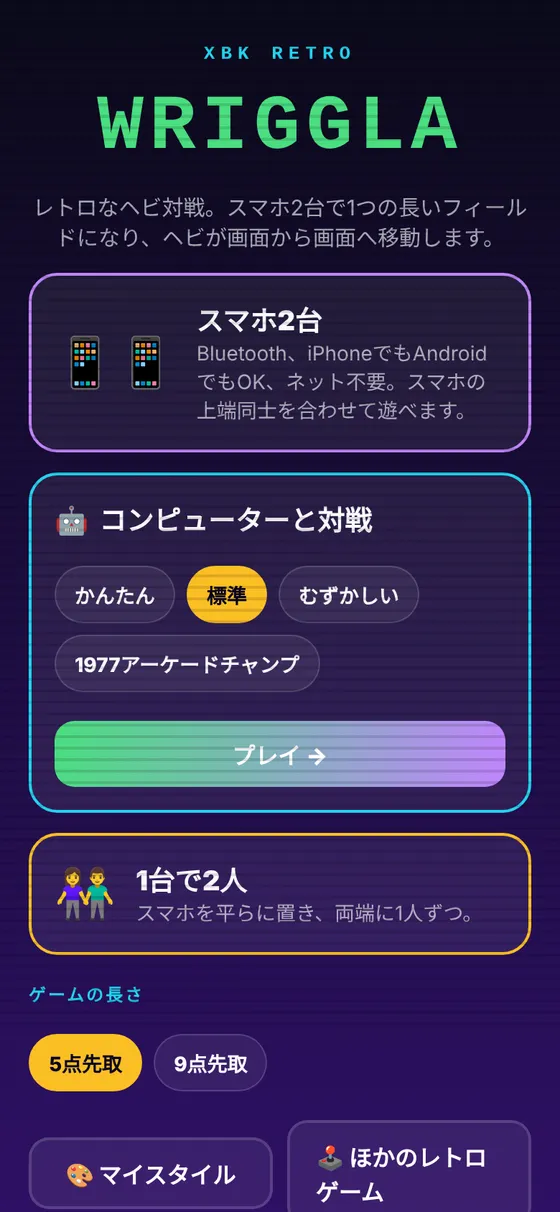 XBK RETRO
WRIGGLA
レトロなヘビ対戦。スマホ2台で1つの長いフィール
ドになり、ヘビが画面から画面へ移動します。
スマホ2台
Bluetooth、iPhoneでもAndroid
でもOK、ネット不要。スマホの
上端同士を合わせて遊べます。
コンピューターと対戦
かんたん
標準
むずかしい
1977アーケードチャンプ
プレイ →
1台で2人
スマホを平らに置き、両端に1人ずつ。
ゲームの長さ
5点先取
9点先取
マイスタイル
ほかのレトロ
ゲーム